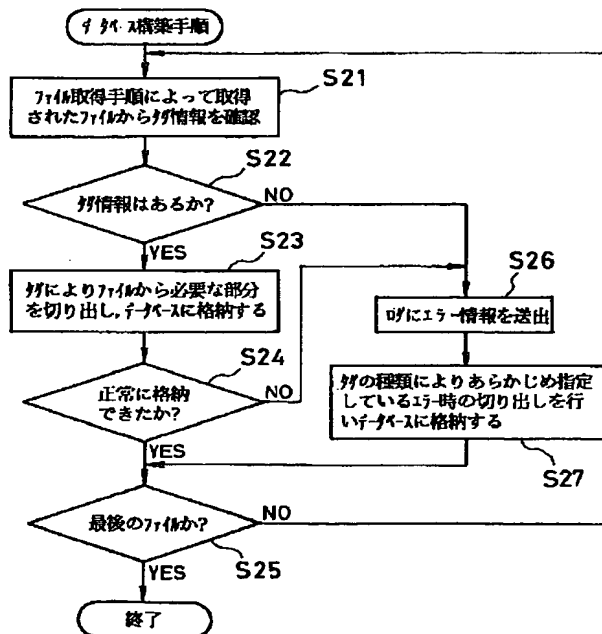 データベース構築手順
S21
ファイル取得手順によって取得
されたファイルからタグ情報を確認
S22
タグ情報はあるか?
NO
YES
S23
タグによりファイルから必要な部分
を切り出し,データベースに格納する
S24
正常に格納
できたか?
NO
YES
S26
ログにエラー情報を送出
タグの種類によりあらかじめ指定
しているエラー時の切り出しを行
いデータベースに格納する
S27
最後のファイルか?
NO
S25
YES
終了